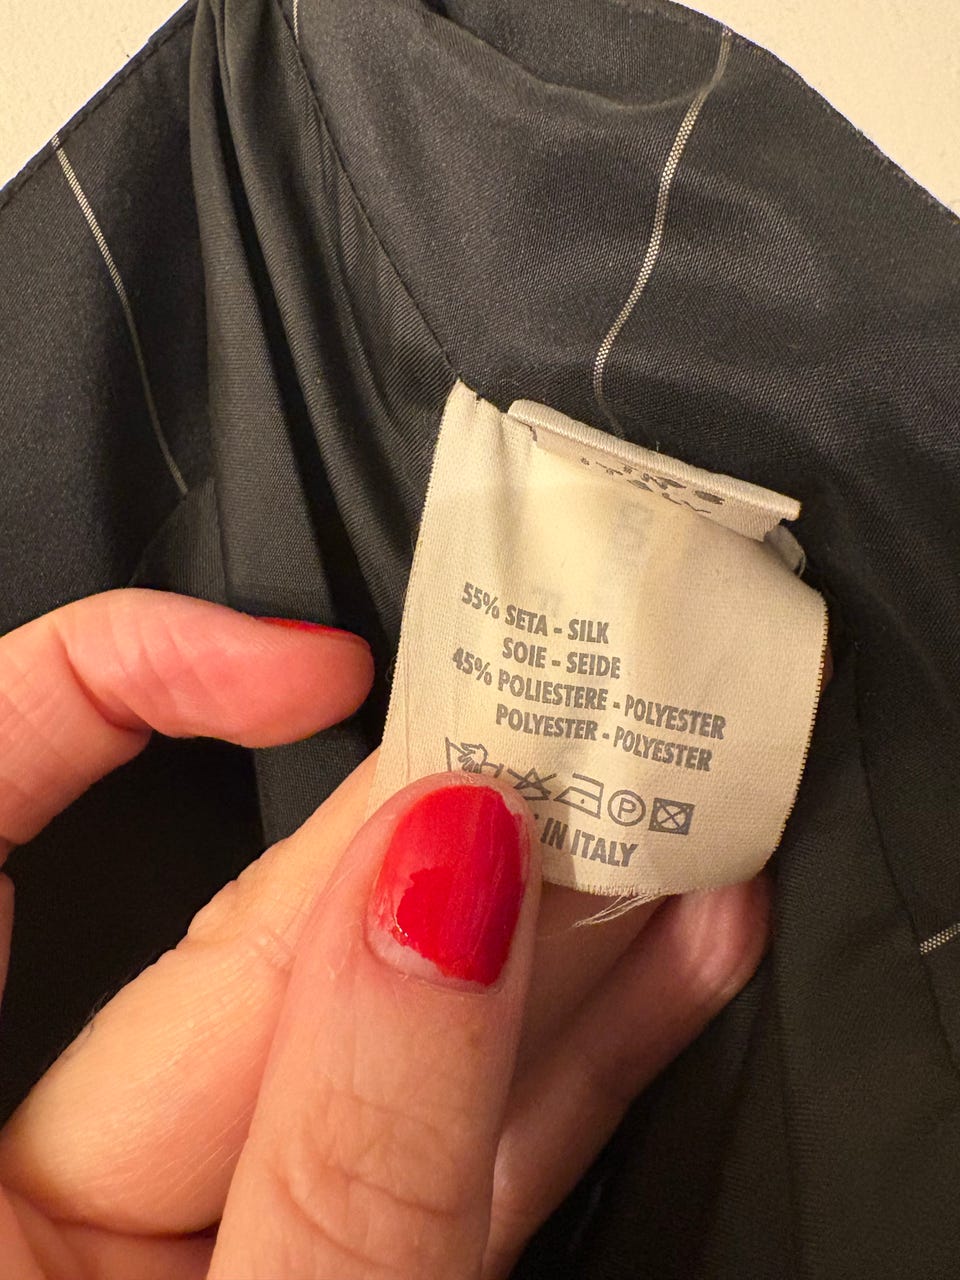 55% SETA - SILK
SOIE - SEIDE
45% POLIESTERE - POLYESTER
POLYESTER - POLYESTER
P
IN ITALY